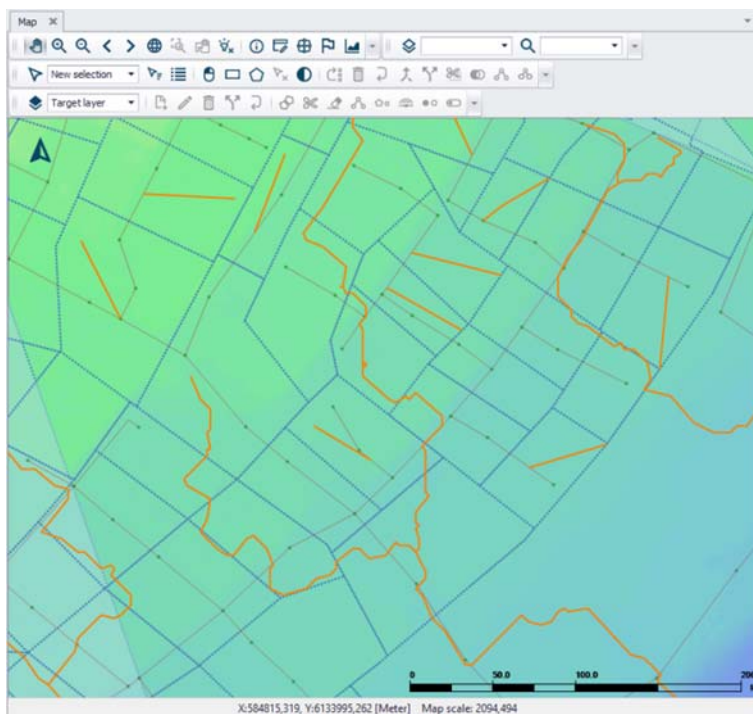 Map
New selection
Target layer
0 50.0 100.0 200
X:584815,319, Y:6133995,262 [Meter] Map scale: 2094,494